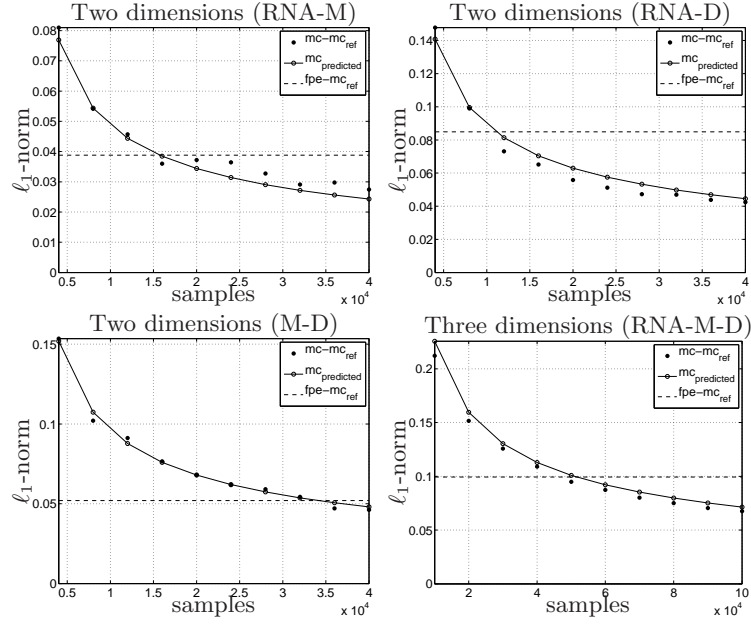 Two dimensions (RNA-M)
0.08
0.07
0.06
0.05
0.04
0.03
0.02
0.01
0
ℓ1-norm
mc−mcref
mcpredicted
fpe−mcref
0.5 1 1.5 2 2.5 3 3.5 4
x 10^4
samples
Two dimensions (RNA-D)
0.14
0.12
0.1
0.08
0.06
0.04
0.02
0
ℓ1-norm
mc−mcref
mcpredicted
fpe−mcref
0.5 1 1.5 2 2.5 3 3.5 4
x 10^4
samples
Two dimensions (M-D)
0.15
0.1
0.05
0
ℓ1-norm
mc−mcref
mcpredicted
fpe−mcref
0.5 1 1.5 2 2.5 3 3.5 4
x 10^4
samples
Three dimensions (RNA-M-D)
0.2
0.15
0.1
0.05
0
ℓ1-norm
mc−mcref
mcpredicted
fpe−mcref
2 4 6 8 10
x 10^4
samples